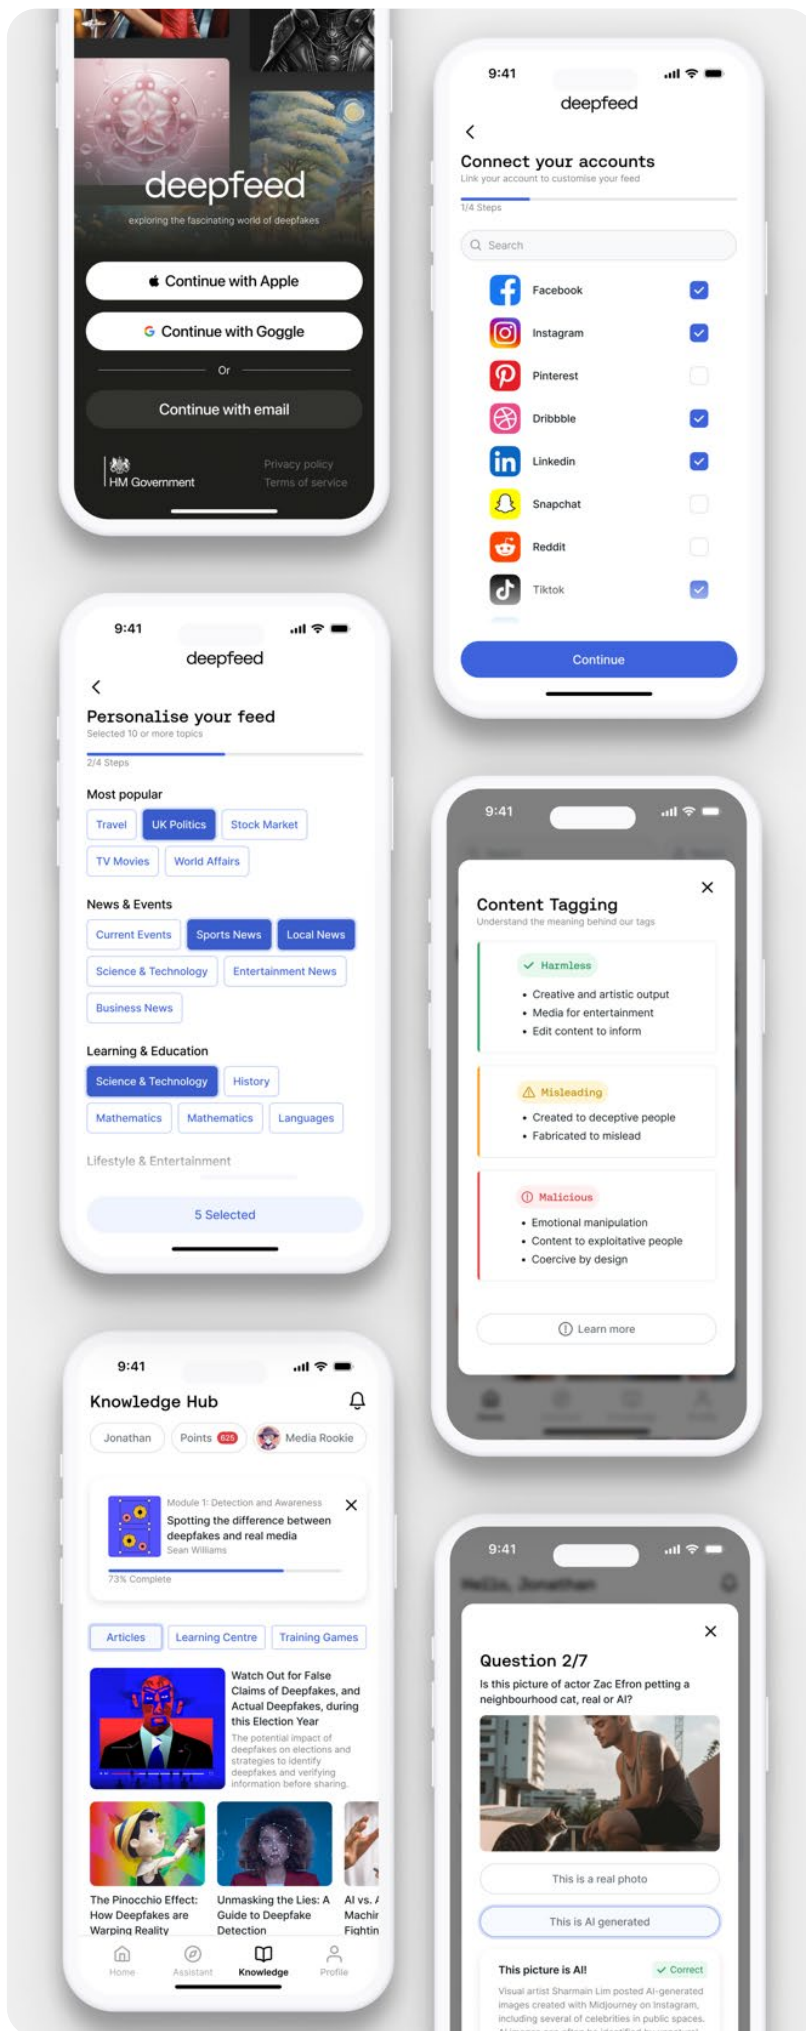 deepfeed
exploring the fascinating world of deepfakes
Continue with Apple
Continue with Goggle
Or
Continue with email
HM Government
Privacy policy
Terms of service
9:41
deepfeed
Connect your accounts
Link your account to customise your feed
1/4 Steps
Search
Facebook
Instagram
Pinterest
Dribbble
Linkedin
Snapchat
Reddit
Tiktok
Continue
9:41
deepfeed
Personalise your feed
Selected 10 or more topics
2/4 Steps
Most popular
Travel UK Politics Stock Market
TV Movies World Affairs
News & Events
Current Events Sports News Local News
Science & Technology Entertainment News
Business News
Learning & Education
Science & Technology History
Mathematics Mathematics Languages
Lifestyle & Entertainment
5 Selected
9:41
Content Tagging
Understand the meaning behind our tags
Harmless
• Creative and artistic output
• Media for entertainment
• Edit content to inform
Misleading
• Created to deceptive people
• Fabricated to mislead
Malicious
• Emotional manipulation
• Content to exploitative people
• Coercive by design
Learn more
9:41
Knowledge Hub
Jonathan Points 625 Media Rookie
Module 1: Detection and Awareness
Spotting the difference between
deepfakes and real media
Sean Williams
73% Complete
Articles Learning Centre Training Games
Watch Out for False
Claims of Deepfakes, and
Actual Deepfakes, during
this Election Year
The potential impact of
deepfakes on elections and
strategies to identify
deepfakes and verifying
information before sharing.
The Pinocchio Effect:
How Deepfakes are
Warping Reality
Unmasking the Lies: A
Guide to Deepfake
Detection
AI vs.
Machin
Fightin
Home Assistant Knowledge Profile
9:41
Hello, Jonathan
Question 2/7
Is this picture of actor Zac Efron petting a
neighbourhood cat, real or AI?
This is a real photo
This is AI generated
This picture is AI!
Correct
Visual artist Sharmain Lim posted AI-generated
images created with Midjourney on Instagram,
including several of celebrities in public spaces.